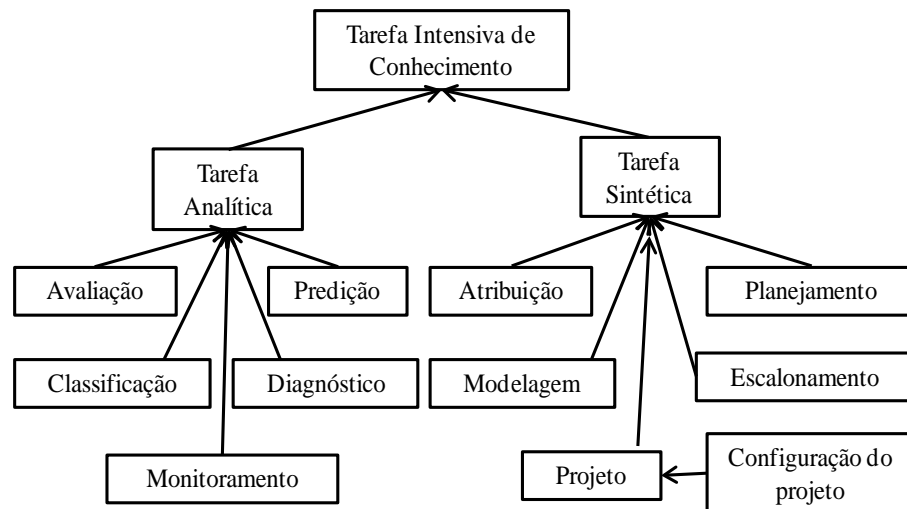 Tarefa Intensiva de
Conhecimento
Tarefa
Analítica
Tarefa
Sintética
Avaliação
Predição
Atribuição
Planejamento
Classificação
Diagnóstico
Modelagem
Escalonamento
Monitoramento
Projeto
Configuração do
projeto